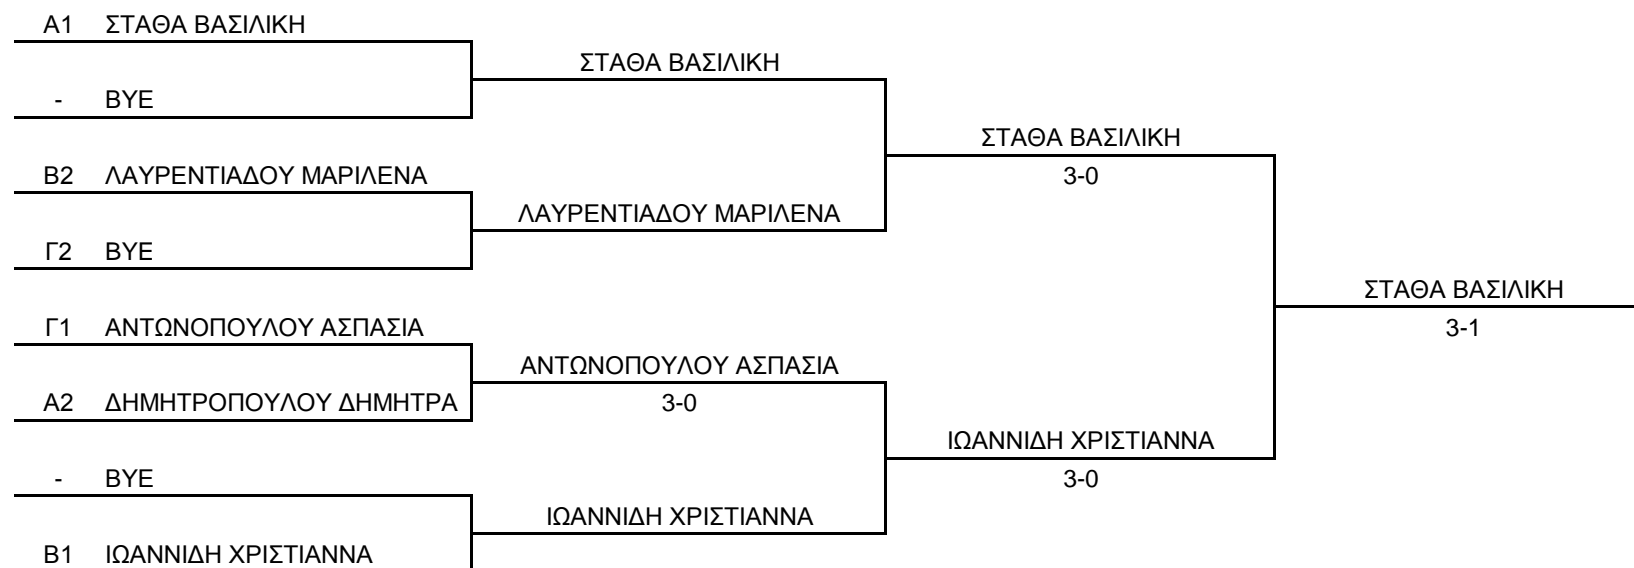 Α1 ΣΤΑΘΑ ΒΑΣΙΛΙΚΗ
ΣΤΑΘΑ ΒΑΣΙΛΙΚΗ
- BYE
ΣΤΑΘΑ ΒΑΣΙΛΙΚΗ
Β2 ΛΑΥΡΕΝΤΙΑΔΟΥ ΜΑΡΙΛΕΝΑ
3-0
ΛΑΥΡΕΝΤΙΑΔΟΥ ΜΑΡΙΛΕΝΑ
Γ2 BYE
ΣΤΑΘΑ ΒΑΣΙΛΙΚΗ
Γ1 ΑΝΤΩΝΟΠΟΥΛΟΥ ΑΣΠΑΣΙΑ
3-1
ΑΝΤΩΝΟΠΟΥΛΟΥ ΑΣΠΑΣΙΑ
Α2 ΔΗΜΗΤΡΟΠΟΥΛΟΥ ΔΗΜΗΤΡΑ
3-0
ΙΩΑΝΝΙΔΗ ΧΡΙΣΤΙΑΝΝΑ
- BYE
3-0
ΙΩΑΝΝΙΔΗ ΧΡΙΣΤΙΑΝΝΑ
Β1 ΙΩΑΝΝΙΔΗ ΧΡΙΣΤΙΑΝΝΑ